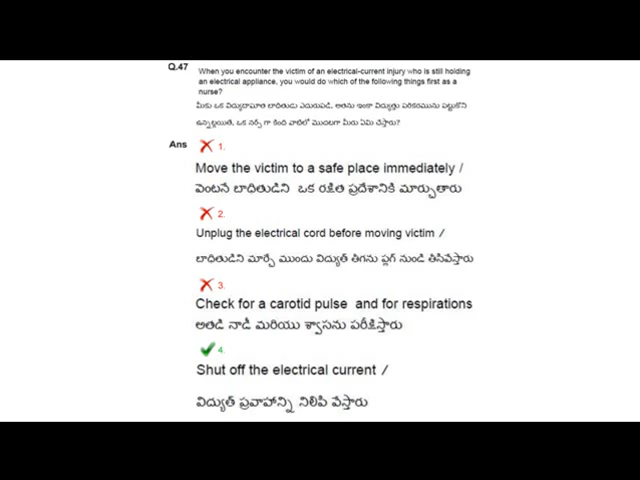 Q.47 When you encounter the victim of an electrical-current injury who is still holding
an electrical appliance, you would do which of the following things first as a
nurse?
మీకు ఒక విద్యుదాఘాత బాధితుడు ఎదురుపడి, అతను ఇంకా విద్యుత్తు పరికరమును పట్టుకొని
ఉన్నట్లయితే, ఒక నర్స్ గా కింది వాటిలో ముందటగా మీరు ఏమి చేస్తారు?
Ans 1.
Move the victim to a safe place immediately /
వెంటనే బాధితుడిని ఒక రక్షిత ప్రదేశానికి మార్చుతారు
2.
Unplug the electrical cord before moving victim /
బాధితుడిని మార్చే ముందు విద్యుత్ తీగను ప్లగ్ నుండి తీసివేస్తారు
3.
Check for a carotid pulse and for respirations
అతడి నాడీ మరియు శ్వాసను పరీక్షిస్తారు
4.
Shut off the electrical current /
విద్యుత్ ప్రవాహాన్ని నిలిపి వేస్తారు